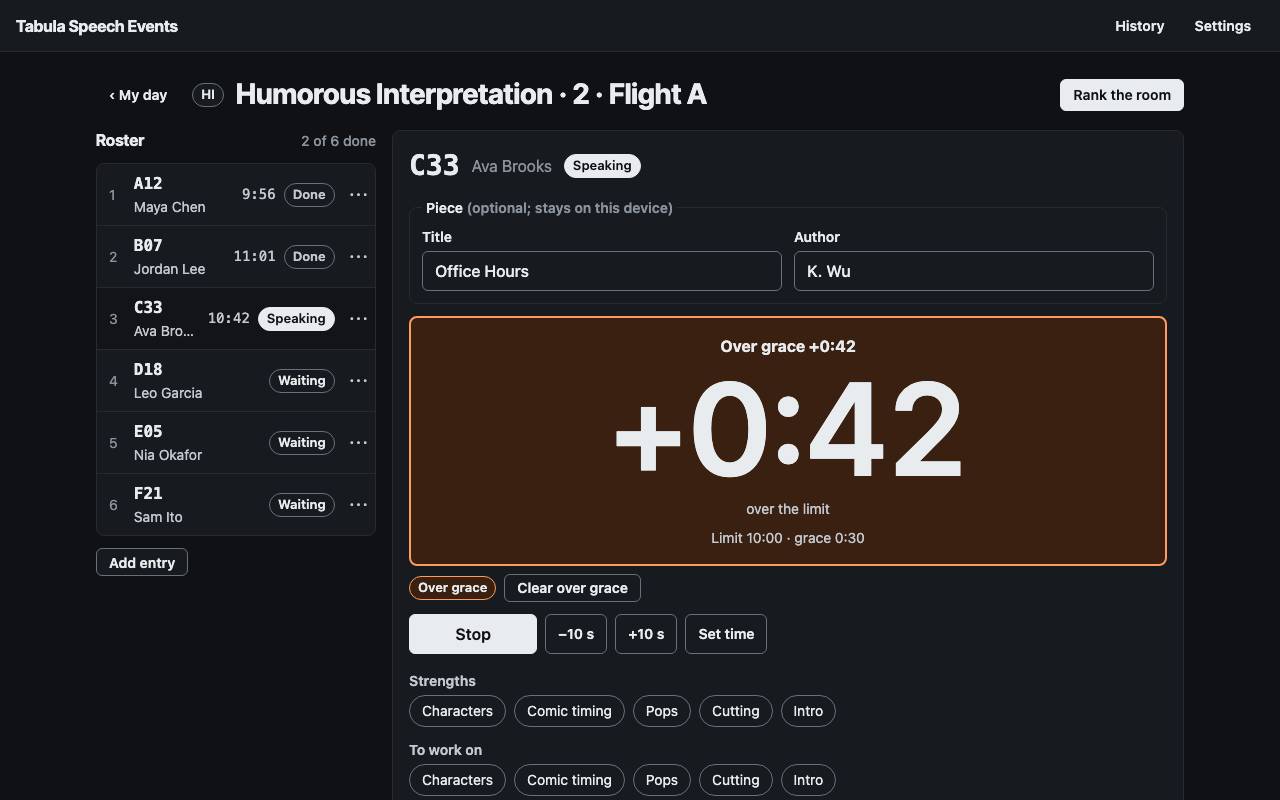 Tabula Speech Events
History
Settings
‹ My day
HI
Humorous Interpretation · 2 · Flight A
Rank the room
Roster
2 of 6 done
1
A12
Maya Chen
9:56
Done
2
B07
Jordan Lee
11:01
Done
3
C33
Ava Bro...
10:42
Speaking
4
D18
Leo Garcia
Waiting
5
E05
Nia Okafor
Waiting
6
F21
Sam Ito
Waiting
Add entry
C33
Ava Brooks
Speaking
Piece (optional; stays on this device)
Title
Author
Office Hours
K. Wu
Over grace +0:42
+0:42
over the limit
Limit 10:00 · grace 0:30
Over grace
Clear over grace
Stop
−10 s
+10 s
Set time
Strengths
Characters
Comic timing
Pops
Cutting
Intro
To work on
Characters
Comic timing
Pops
Cutting
Intro